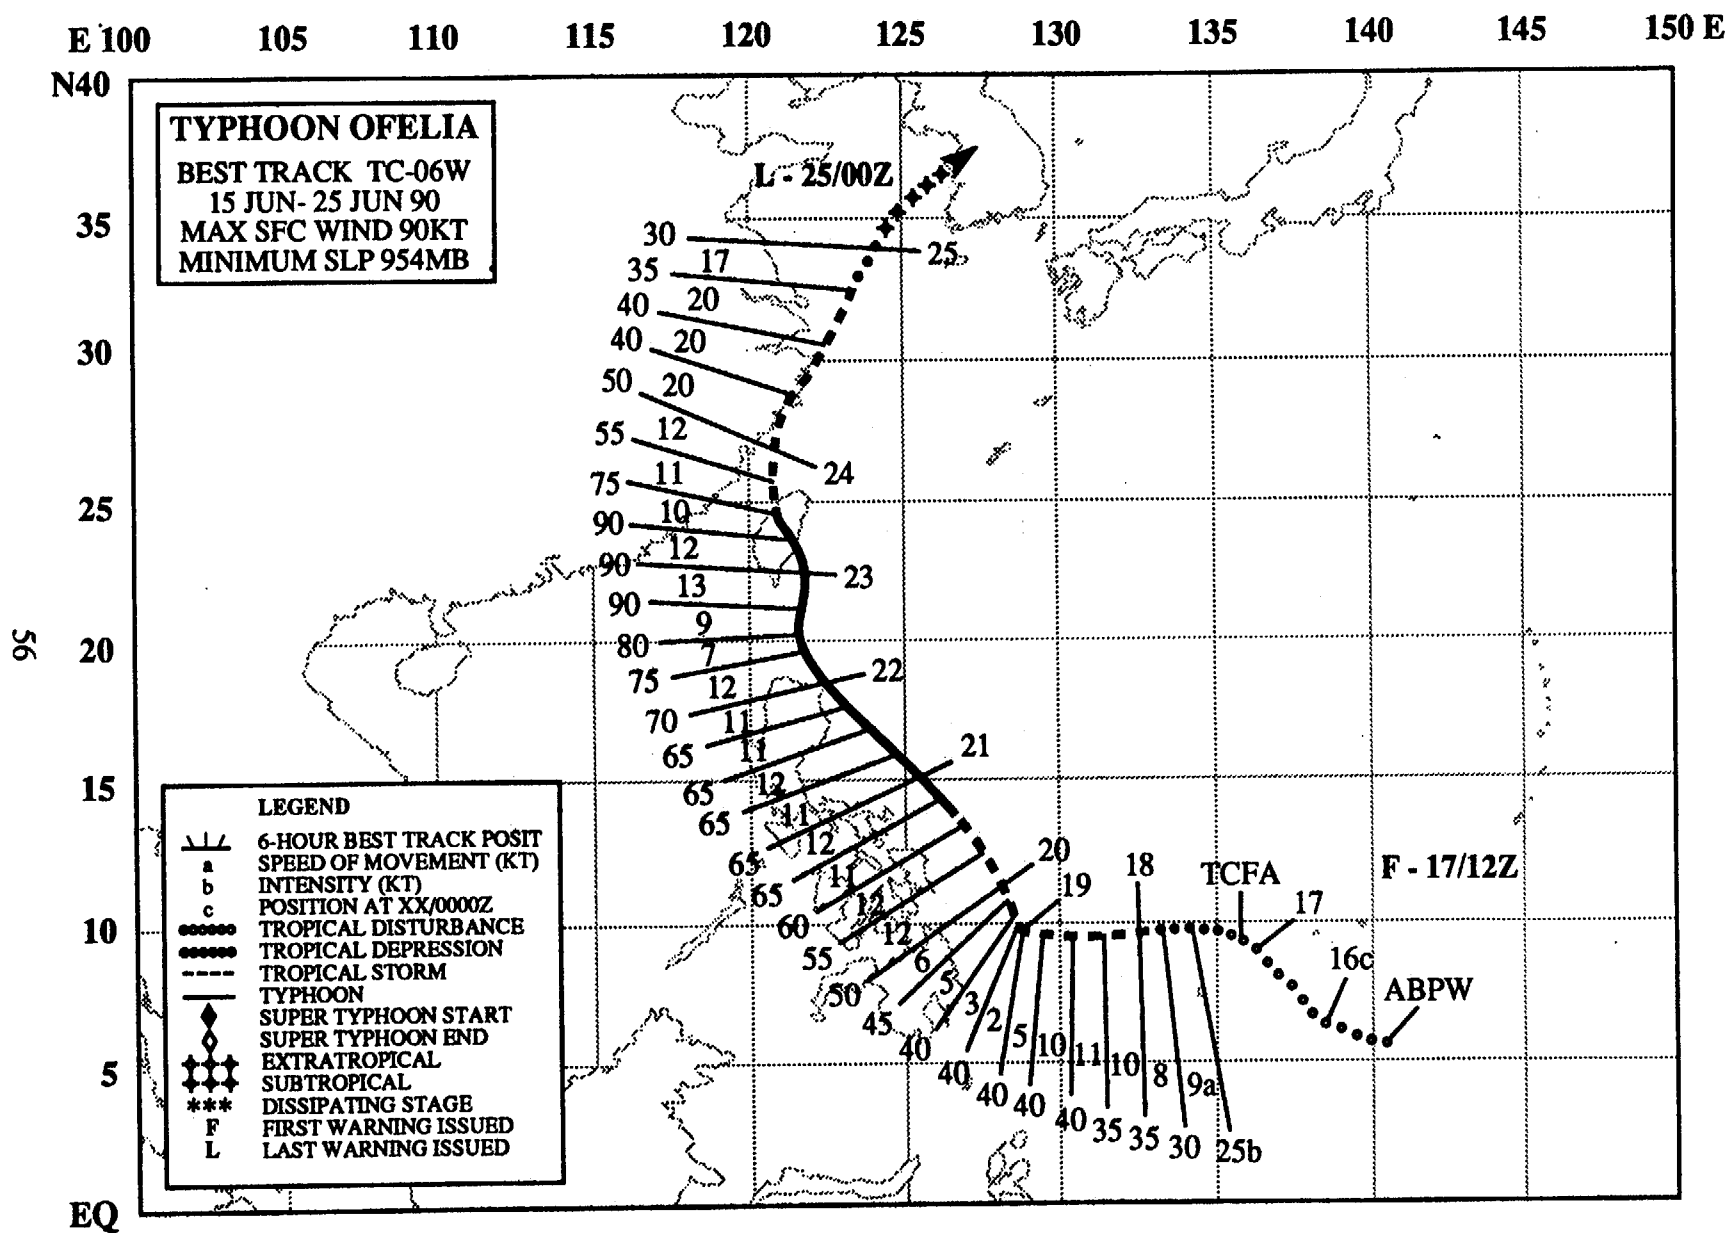 E 100 105 110 115 120 125 130 135 140 145 150 E
N40
35
30
25
20
15
10
5
EQ
56
TYPHOON OFELIA
BEST TRACK TC-06W
15 JUN- 25 JUN 90
MAX SFC WIND 90KT
MINIMUM SLP 954MB
L - 25/00Z
30
25
17
35
20
40
20
40
20
50
12
24
55
11
75
10
90
12
90
23
13
90
9
80
7
75
12
22
70
11
65
11
65
12
65
21
11
65
12
65
11
60
12
55
12
20
50
6
45
5
40
3
40
2
19
40
5
40
10
40
11
35
10
18
35
8
30
9a
25b
TCFA
17
F - 17/12Z
16c
ABPW
LEGEND
6-HOUR BEST TRACK POSIT
a SPEED OF MOVEMENT (KT)
b INTENSITY (KT)
c POSITION AT XX/0000Z
TROPICAL DISTURBANCE
TROPICAL DEPRESSION
TROPICAL STORM
TYPHOON
SUPER TYPHOON START
SUPER TYPHOON END
EXTRATROPICAL
SUBTROPICAL
*** DISSIPATING STAGE
F FIRST WARNING ISSUED
L LAST WARNING ISSUED